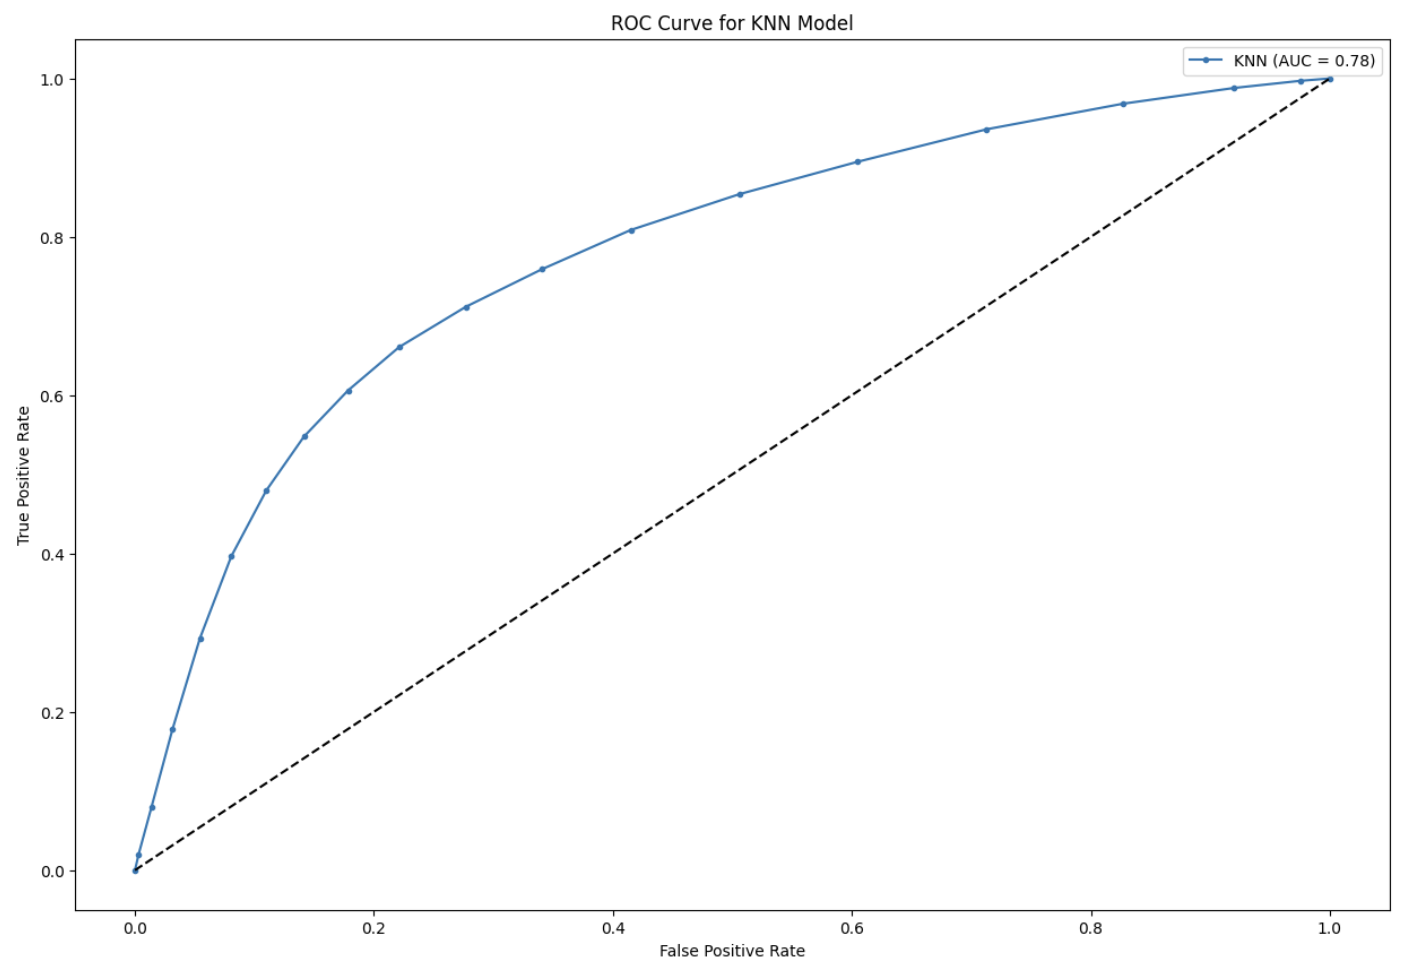 ROC Curve for KNN Model
KNN (AUC = 0.78)
True Positive Rate
1.0
0.8
0.6
0.4
0.2
0.0
0.0 0.2 0.4 0.6 0.8 1.0
False Positive Rate